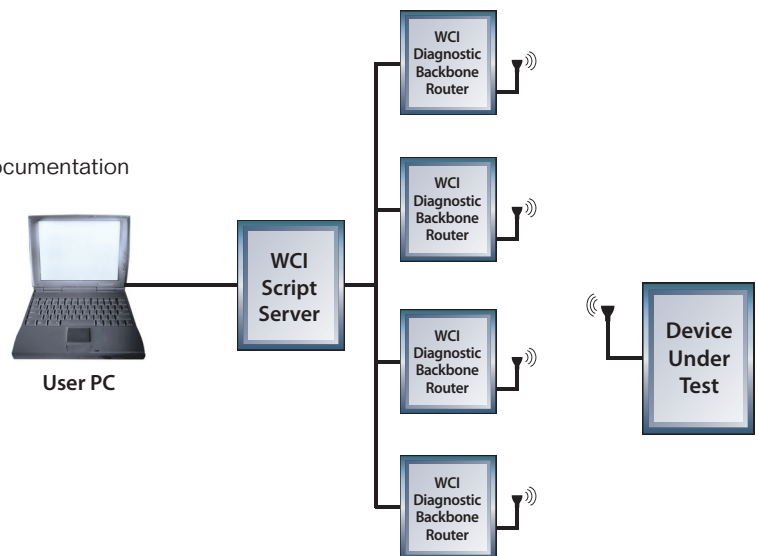 WCI
Diagnostic
Backbone
Router
ocumentation
WCI
Diagnostic
Backbone
Router
WCI
Script
Server
User PC
WCI
Diagnostic
Backbone
Router
Device
Under
Test
WCI
Diagnostic
Backbone
Router